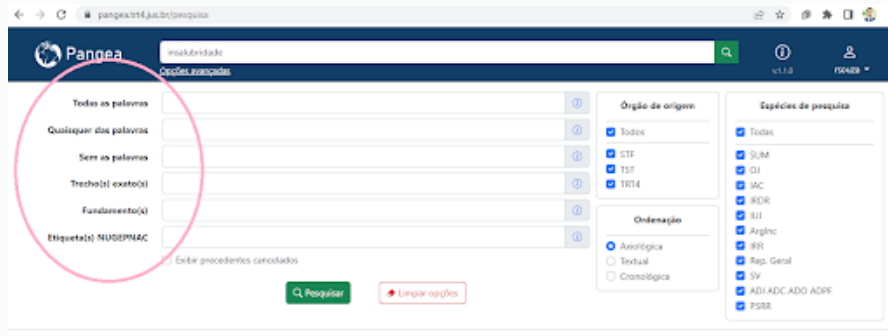 pangea.trt4.jus.br/pesquisa
Pangea
insalubridade
Opções avançadas
v.1.1.0
Todas as palavras
Quaisquer das palavras
Sem as palavras
Trecho(s) exato(s)
Fundamento(s)
Etiqueta(s) NUGEPNAC
Exibir precedentes cancelados
Pesquisar
Limpar opções
Órgão de origem
Todos
STF
TST
TRT4
Ordenação
Axiológica
Textual
Cronológica
Espécies de pesquisa
Todas
SUM
OJ
IAC
IRDR
IUJ
ArgInc
IRR
Rep. Geral
SV
ADI ADC ADO ADPF
PSRR